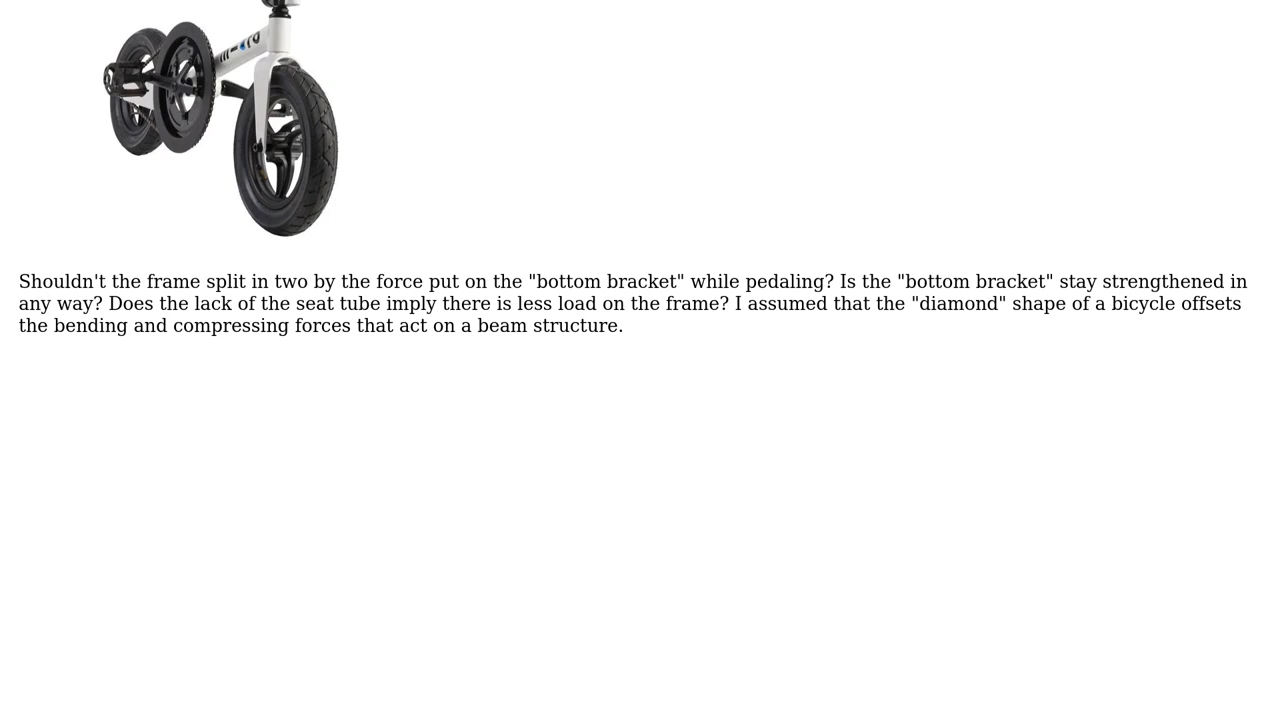 Shouldn't the frame split in two by the force put on the "bottom bracket" while pedaling? Is the "bottom bracket" stay strengthened in
any way? Does the lack of the seat tube imply there is less load on the frame? I assumed that the "diamond" shape of a bicycle offsets
the bending and compressing forces that act on a beam structure.